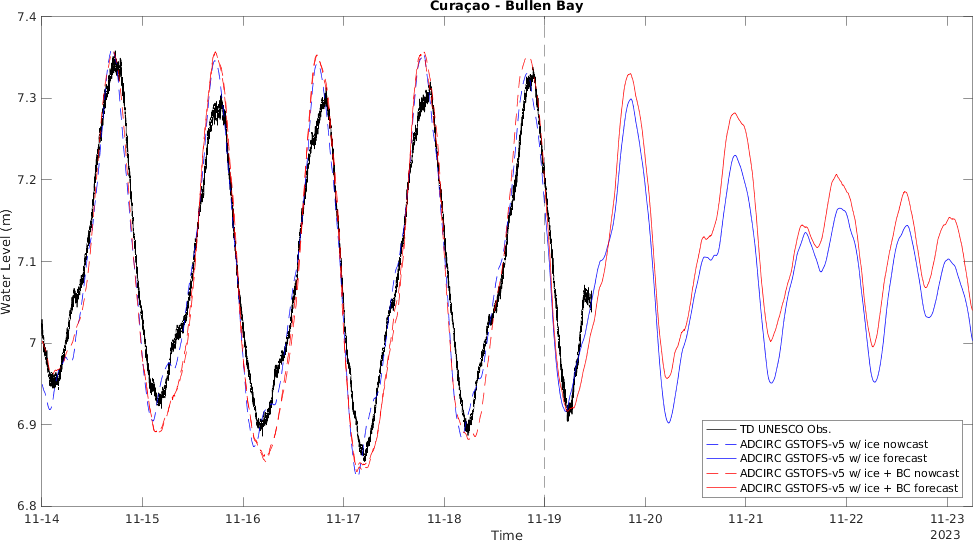 Curaçao - Bullen Bay
7.4
7.3
7.2
7.1
7
6.9
6.8
Water Level (m)
11-14 11-15 11-16 11-17 11-18 11-19 11-20 11-21 11-22 11-23
Time
2023
TD UNESCO Obs.
ADCIRC GSTOFS-v5 w/ ice nowcast
ADCIRC GSTOFS-v5 w/ ice forecast
ADCIRC GSTOFS-v5 w/ ice + BC nowcast
ADCIRC GSTOFS-v5 w/ ice + BC forecast